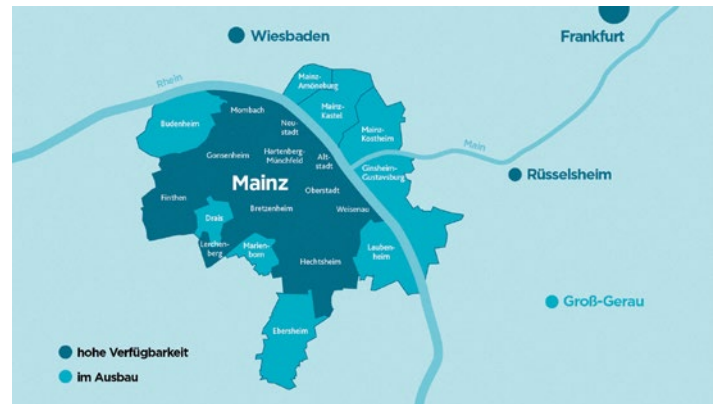 Wiesbaden
Frankfurt
Rhein
Mainz-
Amöneburg
Mainz-
Kastel
Mainz-
Kostheim
Budenheim
Mombach
Neu-
stadt
Main
Gonsenheim
Hartenberg-
Münchfeld
Alt-
stadt
Ginsheim-
Gustavsburg
Rüsselsheim
Mainz
Oberstadt
Finthen
Bretzenheim
Weisenau
Drais
Lerchen-
berg
Marien-
born
Lauben-
heim
Hechtsheim
Groß-Gerau
Ebersheim
hohe Verfügbarkeit
im Ausbau